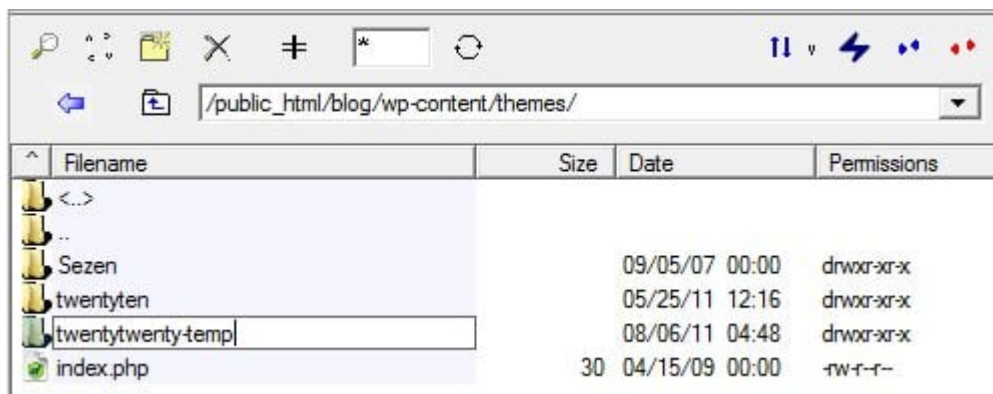 *
/public_html/blog/wp-content/themes/
^ Filename Size Date Permissions
<..>
..
Sezen 09/05/07 00:00 drwxr-xr-x
twentyten 05/25/11 12:16 drwxr-xr-x
twentytwenty-temp 08/06/11 04:48 drwxr-xr-x
index.php 30 04/15/09 00:00 -rw-r--r--